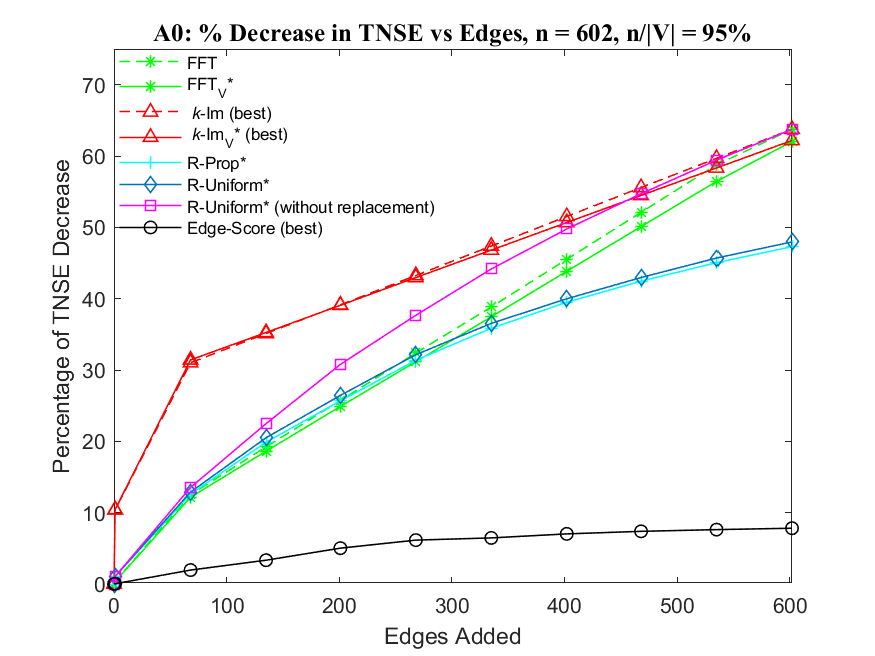 A0: % Decrease in TNSE vs Edges, n = 602, n/|V| = 95%
FFT
FFT_V*
k-Im (best)
k-Im_V* (best)
R-Prop*
R-Uniform*
R-Uniform* (without replacement)
Edge-Score (best)
Percentage of TNSE Decrease
70
60
50
40
30
20
10
0
0 100 200 300 400 500 600
Edges Added